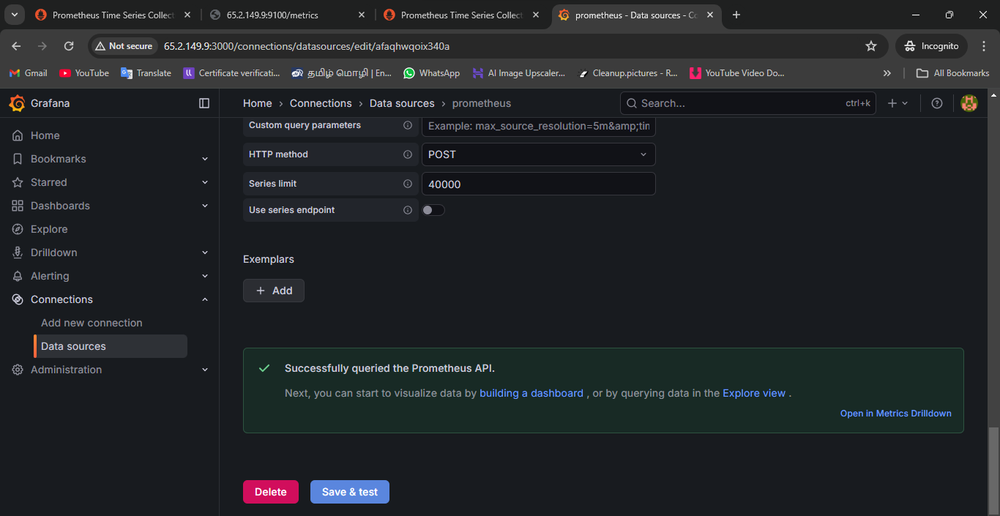 Prometheus Time Series Collect
65.2.149.9:9100/metrics
Prometheus Time Series Collect
prometheus - Data sources - Co
Not secure
65.2.149.9:3000/connections/datasources/edit/afaqhwqoix340a
Incognito
Gmail
YouTube
Translate
Certificate verificati...
தமிழ் மொழி | En...
WhatsApp
AI Image Upscaler...
Cleanup.pictures - R...
YouTube Video Do...
All Bookmarks
Grafana
Home › Connections › Data sources › prometheus
Search...
ctrl+k
Home
Bookmarks
Starred
Dashboards
Explore
Drilldown
Alerting
Connections
Add new connection
Data sources
Administration
Custom query parameters
Example: max_source_resolution=5m&amp;tin
HTTP method
POST
Series limit
40000
Use series endpoint
Exemplars
+ Add
Successfully queried the Prometheus API.
Next, you can start to visualize data by building a dashboard , or by querying data in the Explore view .
Open in Metrics Drilldown
Delete
Save & test